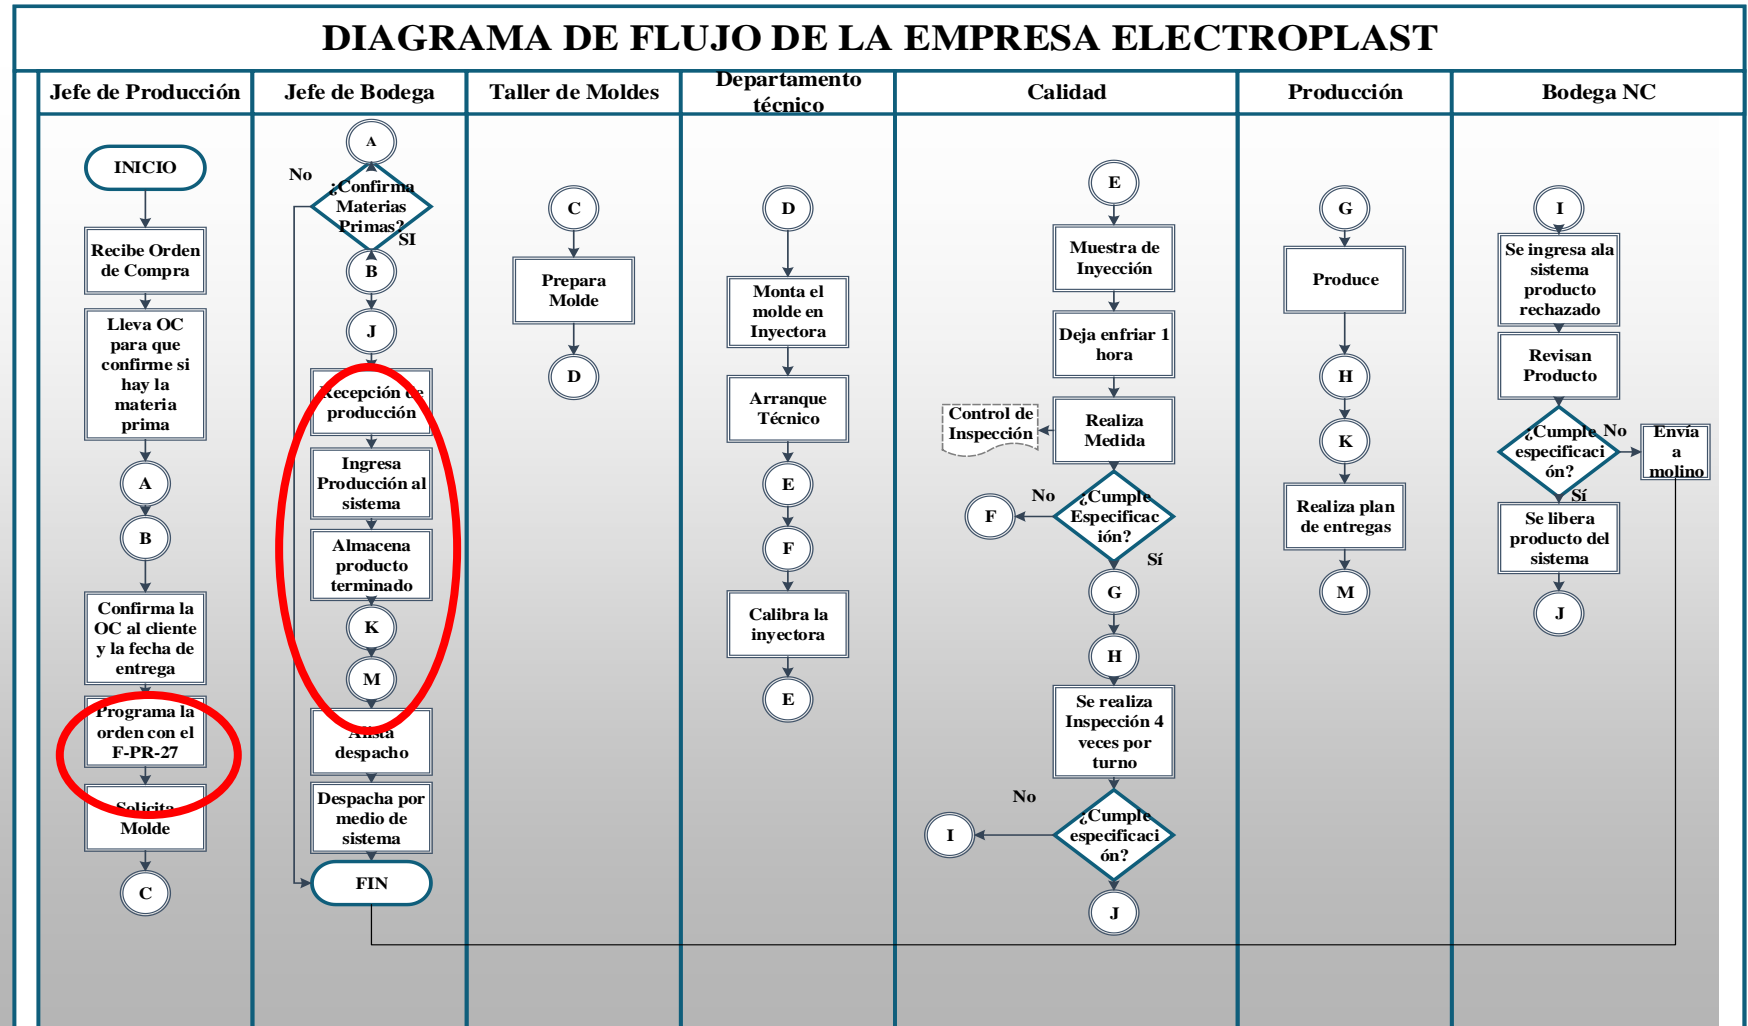 DIAGRAMA DE FLUJO DE LA EMPRESA ELECTROPLAST
Jefe de Producción
Jefe de Bodega
Taller de Moldes
Departamento
técnico
Calidad
Producción
Bodega NC
INICIO
Recibe Orden
de Compra
Lleva OC
para que
confirme si
hay la
materia
prima
A
B
Confirma la
OC al cliente
y la fecha de
entrega
Programa la
orden con el
F-PR-27
Solicita
Molde
C
A
No
¿Confirma
Materias
Primas?
SI
B
J
Recepción de
producción
Ingresa
Producción al
sistema
Almacena
producto
terminado
K
M
Alista
despacho
Despacha por
medio de
sistema
FIN
C
Prepara
Molde
D
D
Monta el
molde en
Inyectora
Arranque
Técnico
E
F
Calibra la
inyectora
E
E
Muestra de
Inyección
Deja enfriar 1
hora
Realiza
Medida
Control de
Inspección
¿Cumple
Especificac
ión?
No
F
Sí
G
H
Se realiza
Inspección 4
veces por
turno
No
¿Cumple
especificaci
ón?
I
J
G
Produce
H
K
Realiza plan
de entregas
M
I
Se ingresa ala
sistema
producto
rechazado
Revisan
Producto
¿Cumple
especificaci
ón?
No
Envía
a
molino
Sí
Se libera
producto del
sistema
J